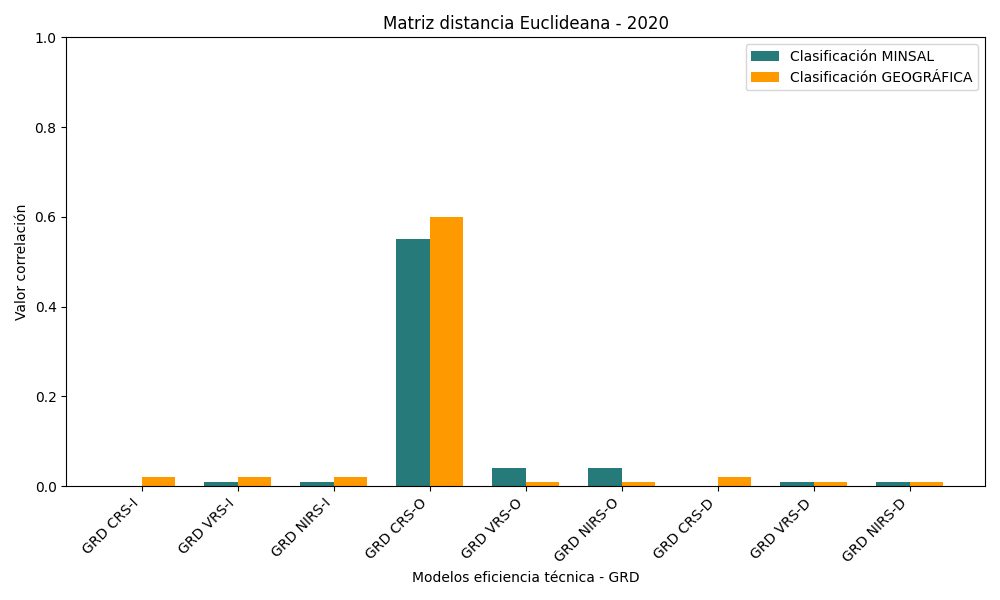 Matriz distancia Euclideana - 2020
Clasificación MINSAL
Clasificación GEOGRÁFICA
Valor correlación
1.0
0.8
0.6
0.4
0.2
0.0
GRD CRS-I
GRD VRS-I
GRD NIRS-I
GRD CRS-O
GRD VRS-O
GRD NIRS-O
GRD CRS-D
GRD VRS-D
GRD NIRS-D
Modelos eficiencia técnica - GRD